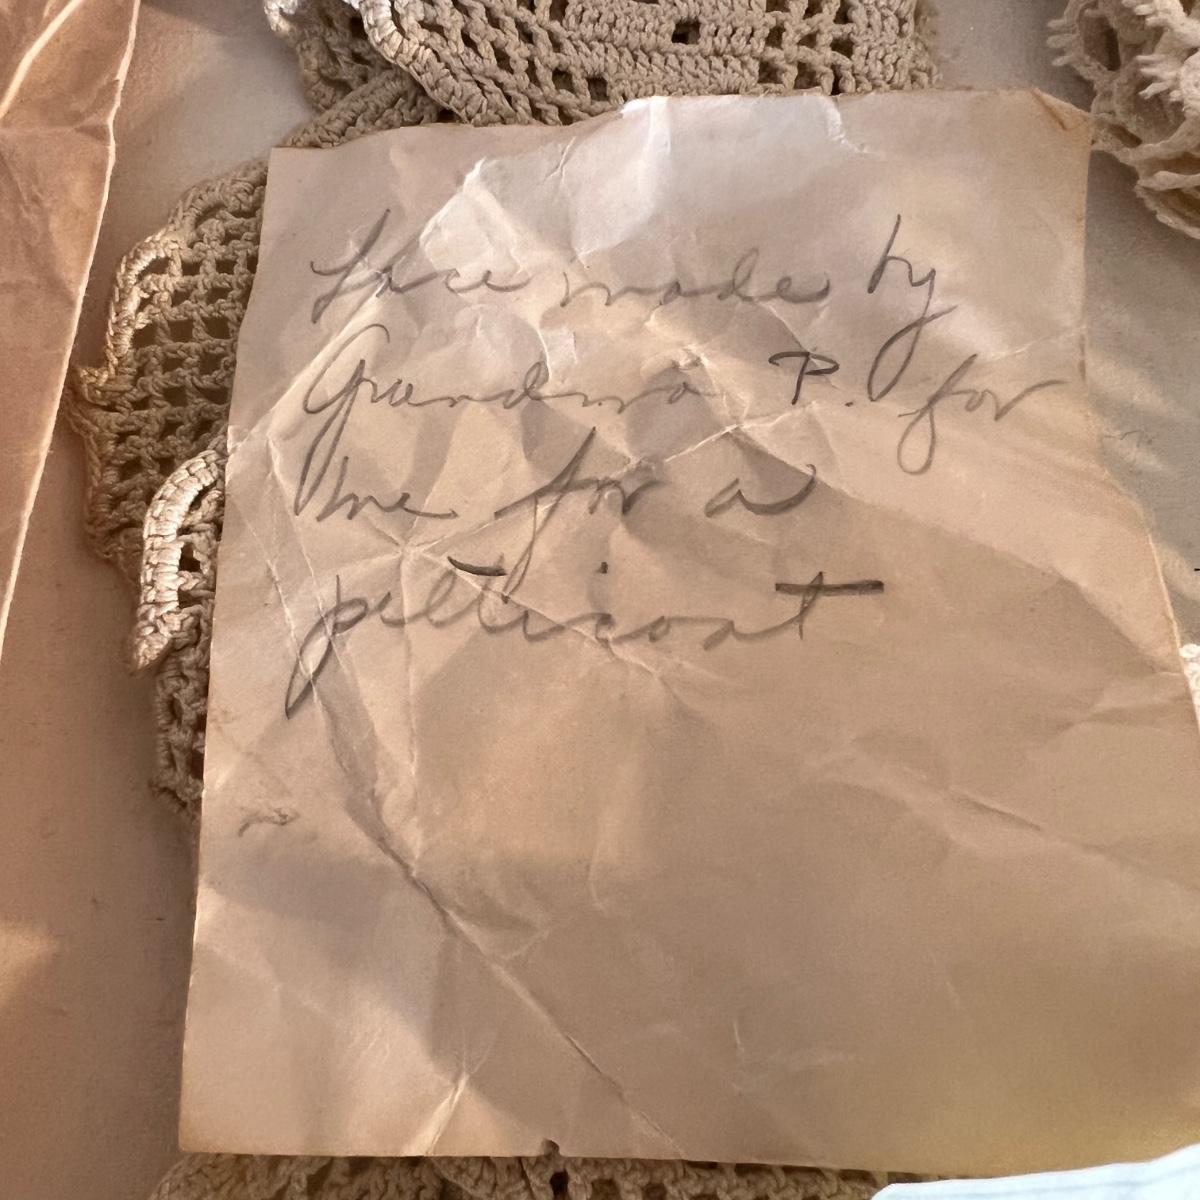 Lace made by
Grandma P. for
me for a
petticoat